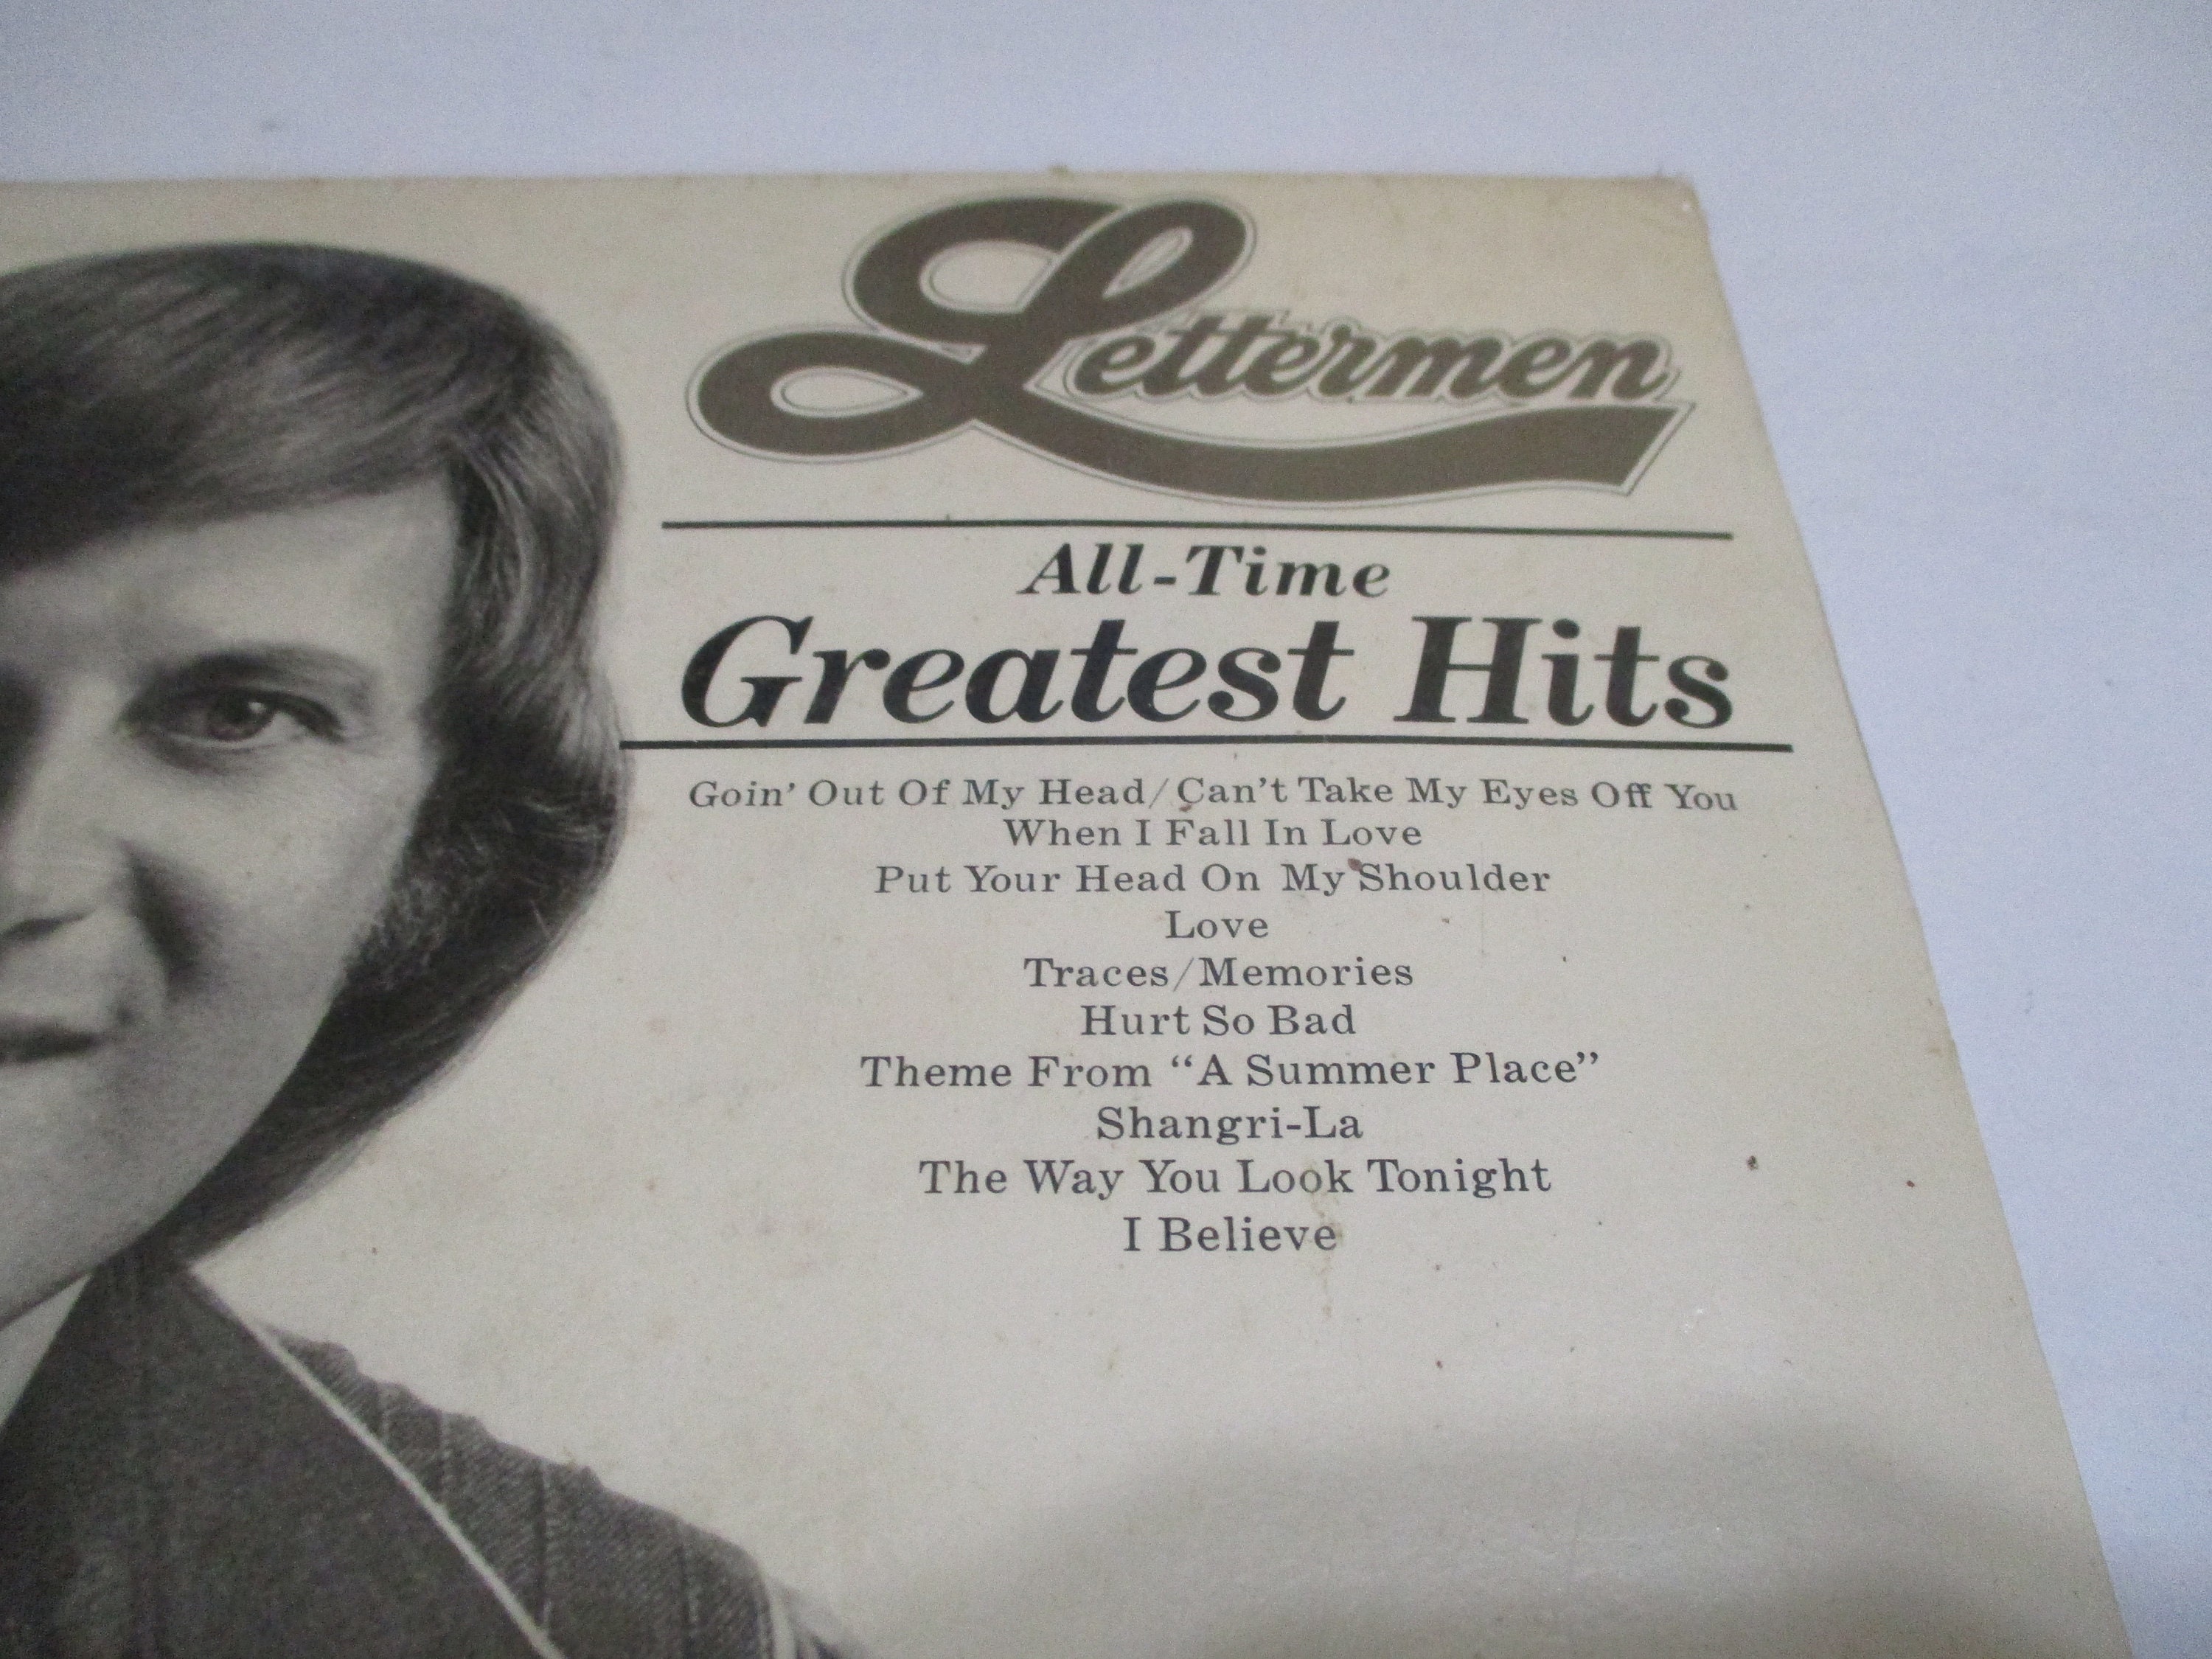 Lettermen
All-Time
Greatest Hits
Goin' Out Of My Head/Can't Take My Eyes Off You
When I Fall In Love
Put Your Head On My Shoulder
Love
Traces/Memories
Hurt So Bad
Theme From “A Summer Place”
Shangri-La
The Way You Look Tonight
I Believe